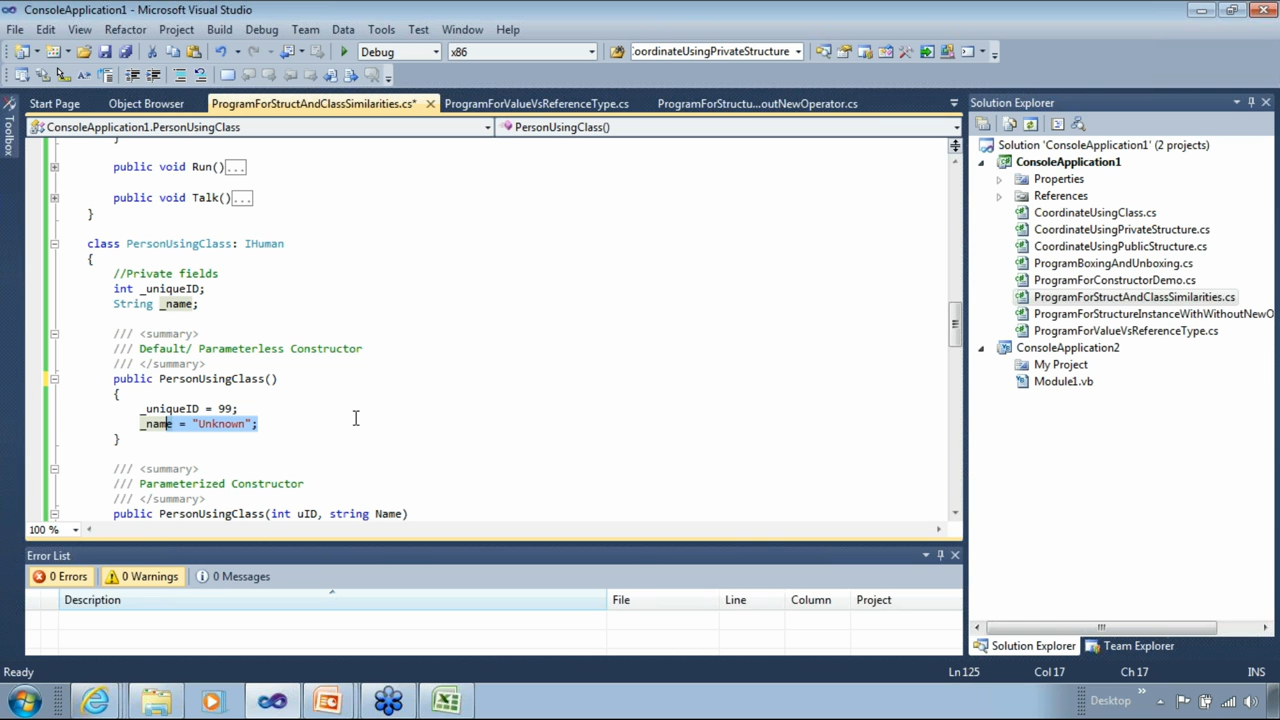 ConsoleApplication1 - Microsoft Visual Studio
File Edit View Refactor Project Build Debug Team Data Tools Test Window Help
Debug x86 :oordinateUsingPrivateStructure
Start Page Object Browser ProgramForStructAndClassSimilarities.cs* ProgramForValueVsReferenceType.cs ProgramForStructu...outNewOperator.cs
Toolbox
ConsoleApplication1.PersonUsingClass PersonUsingClass()
}
public void Run()...
public void Talk()...
}
class PersonUsingClass: IHuman
{
//Private fields
int _uniqueID;
String _name;
/// <summary>
/// Default/ Parameterless Constructor
/// </summary>
public PersonUsingClass()
{
_uniqueID = 99;
_name = "Unknown";
}
/// <summary>
/// Parameterized Constructor
/// </summary>
public PersonUsingClass(int uID, string Name)
100 %
Solution Explorer
Solution 'ConsoleApplication1' (2 projects)
ConsoleApplication1
Properties
References
CoordinateUsingClass.cs
CoordinateUsingPrivateStructure.cs
CoordinateUsingPublicStructure.cs
ProgramBoxingAndUnboxing.cs
ProgramForConstructorDemo.cs
ProgramForStructAndClassSimilarities.cs
ProgramForStructureInstanceWithWithoutNewO
ProgramForValueVsReferenceType.cs
ConsoleApplication2
My Project
Module1.vb
Solution Explorer Team Explorer
Error List
0 Errors 0 Warnings 0 Messages
Description File Line Column Project
Ready Ln 125 Col 17 Ch 17 INS
Desktop